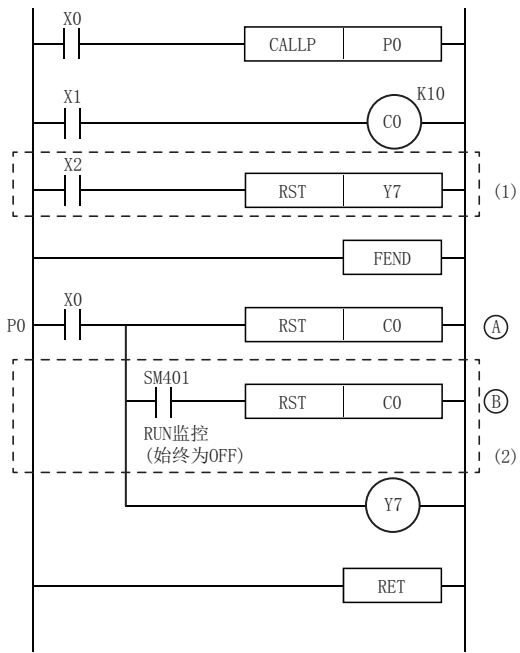 X0
CALLP P0
X1
K10
C0
X2
RST Y7
(1)
FEND
X0
P0
RST C0
A
SM401
RST C0
B
RUN监控
(始终为OFF)
(2)
Y7
RET